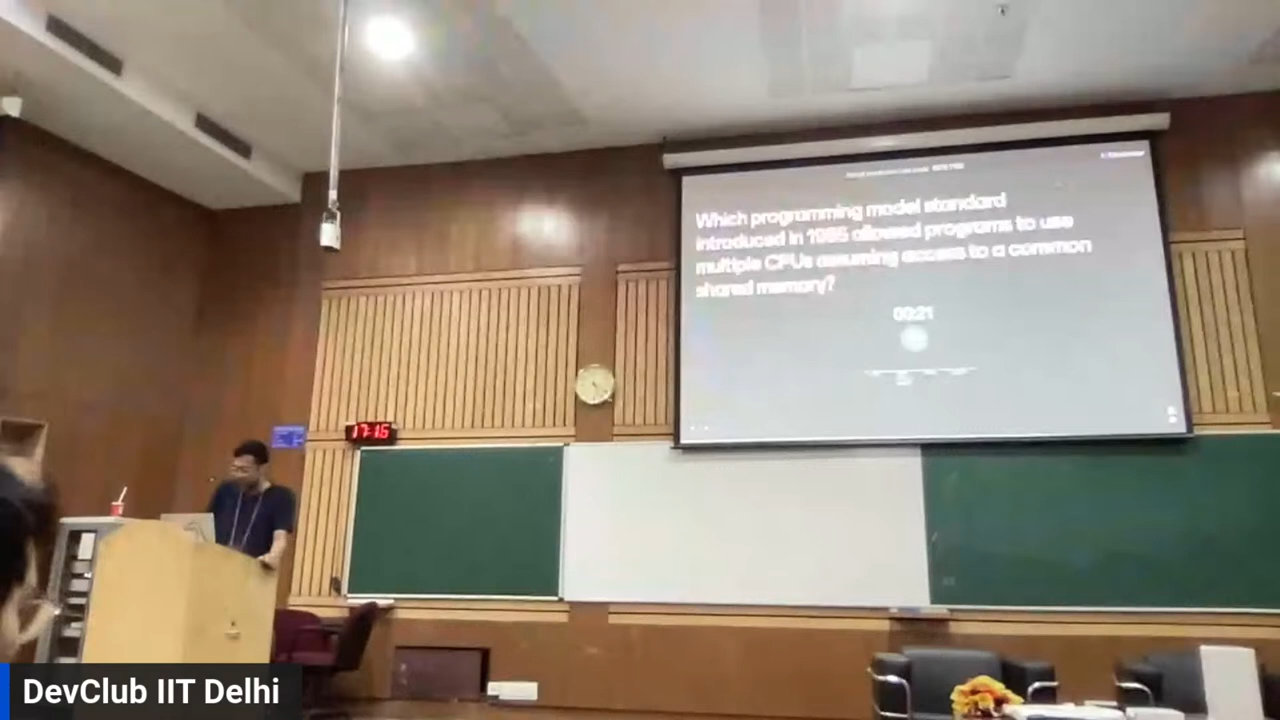 Which programming model standard
introduced in 1995 allowed programs to use
multiple CPUs assuming access to a common
shared memory?
00:21
17:15
DevClub IIT Delhi